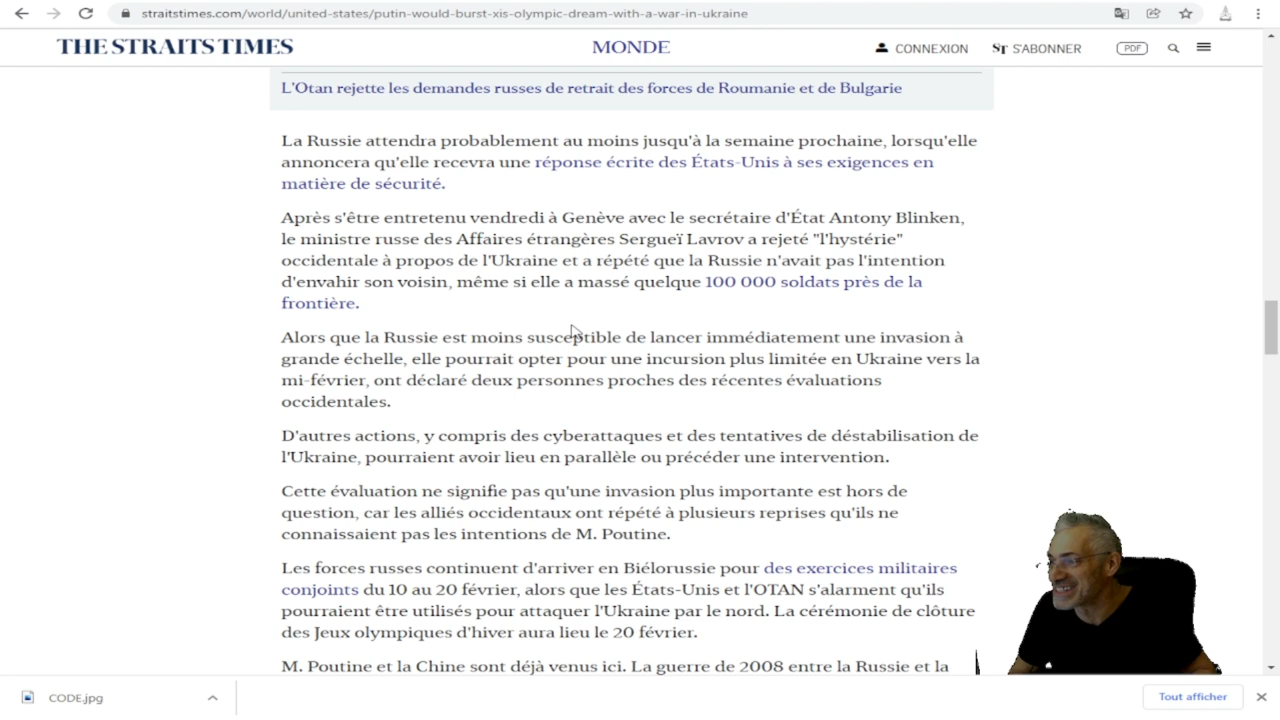 straitstimes.com/world/united-states/putin-would-burst-xis-olympic-dream-with-a-war-in-ukraine
THE STRAITS TIMES
MONDE
CONNEXION
ST S'ABONNER
PDF
L'Otan rejette les demandes russes de retrait des forces de Roumanie et de Bulgarie
La Russie attendra probablement au moins jusqu'à la semaine prochaine, lorsqu'elle
annoncera qu'elle recevra une réponse écrite des États-Unis à ses exigences en
matière de sécurité.
Après s'être entretenu vendredi à Genève avec le secrétaire d'État Antony Blinken,
le ministre russe des Affaires étrangères Sergueï Lavrov a rejeté "l'hystérie"
occidentale à propos de l'Ukraine et a répété que la Russie n'avait pas l'intention
d'envahir son voisin, même si elle a massé quelque 100 000 soldats près de la
frontière.
Alors que la Russie est moins susceptible de lancer immédiatement une invasion à
grande échelle, elle pourrait opter pour une incursion plus limitée en Ukraine vers la
mi-février, ont déclaré deux personnes proches des récentes évaluations
occidentales.
D'autres actions, y compris des cyberattaques et des tentatives de déstabilisation de
l'Ukraine, pourraient avoir lieu en parallèle ou précéder une intervention.
Cette évaluation ne signifie pas qu'une invasion plus importante est hors de
question, car les alliés occidentaux ont répété à plusieurs reprises qu'ils ne
connaissaient pas les intentions de M. Poutine.
Les forces russes continuent d'arriver en Biélorussie pour des exercices militaires
conjoints du 10 au 20 février, alors que les États-Unis et l'OTAN s'alarment qu'ils
pourraient être utilisés pour attaquer l'Ukraine par le nord. La cérémonie de clôture
des Jeux olympiques d'hiver aura lieu le 20 février.
M. Poutine et la Chine sont déjà venus ici. La guerre de 2008 entre la Russie et la
CODE.jpg
Tout afficher